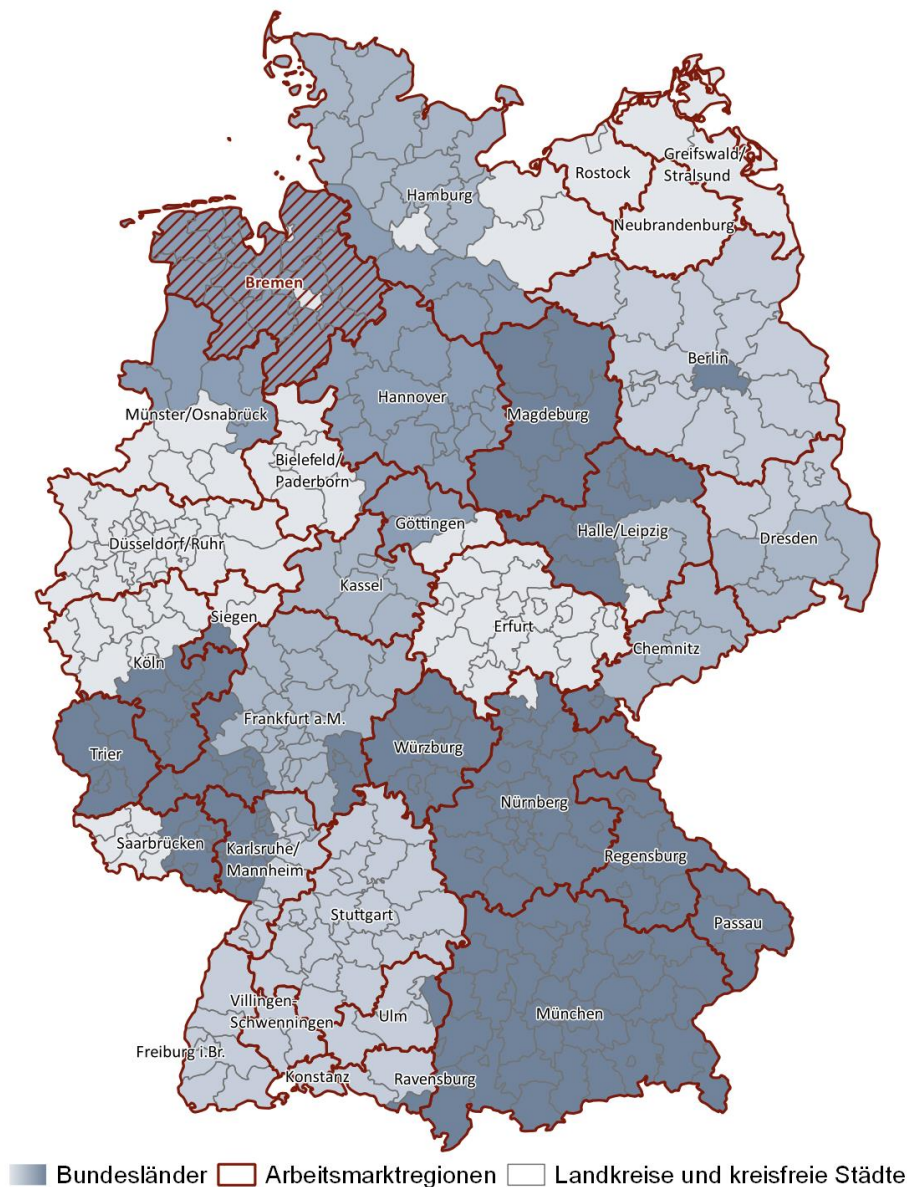 Greifswald/
Stralsund
Rostock
Hamburg
Neubrandenburg
Bremen
Berlin
Hannover
Magdeburg
Münster/Osnabrück
Bielefeld/
Paderborn
Göttingen
Halle/Leipzig
Dresden
Düsseldorf/Ruhr
Kassel
Siegen
Erfurt
Chemnitz
Köln
Frankfurt a.M.
Würzburg
Trier
Nürnberg
Saarbrücken
Karlsruhe/
Mannheim
Regensburg
Stuttgart
Passau
Villingen-
Schwenningen
Ulm
München
Freiburg i.Br.
Konstanz
Ravensburg
Bundesländer Arbeitsmarktregionen Landkreise und kreisfreie Städte